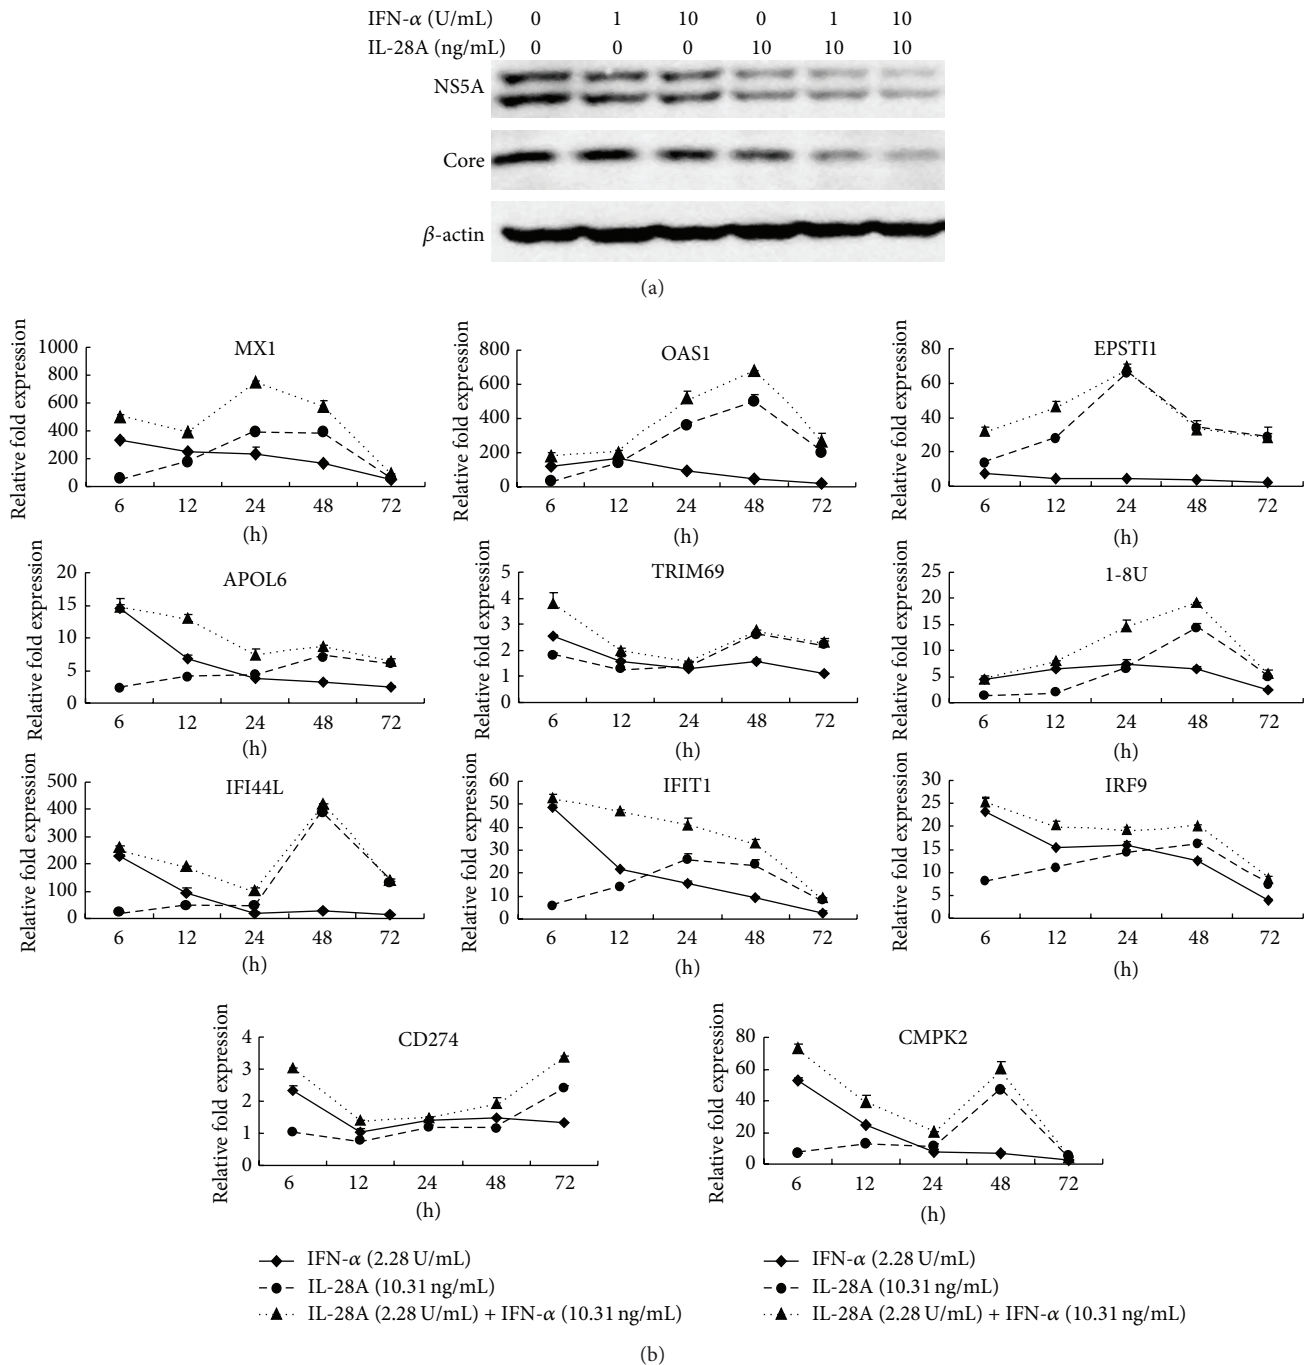 IFN-α (U/mL) 0 1 10 0 1 10
IL-28A (ng/mL) 0 0 0 10 10 10
NS5A
Core
β-actin
(a)
MX1
Relative fold expression
1000
800
600
400
200
0
6 12 24 48 72
(h)
OAS1
Relative fold expression
800
600
400
200
0
6 12 24 48 72
(h)
EPSTI1
Relative fold expression
80
60
40
20
0
6 12 24 48 72
(h)
APOL6
Relative fold expression
20
15
10
5
0
6 12 24 48 72
(h)
TRIM69
Relative fold expression
5
4
3
2
1
0
6 12 24 48 72
(h)
1-8U
Relative fold expression
25
20
15
10
5
0
6 12 24 48 72
(h)
IFI44L
Relative fold expression
500
400
300
200
100
0
6 12 24 48 72
(h)
IFIT1
Relative fold expression
60
50
40
30
20
10
0
6 12 24 48 72
(h)
IRF9
Relative fold expression
30
25
20
15
10
5
0
6 12 24 48 72
(h)
CD274
Relative fold expression
4
3
2
1
0
6 12 24 48 72
(h)
CMPK2
Relative fold expression
80
60
40
20
0
6 12 24 48 72
(h)
IFN-α (2.28 U/mL)
IL-28A (10.31 ng/mL)
IL-28A (2.28 U/mL) + IFN-α (10.31 ng/mL)
IFN-α (2.28 U/mL)
IL-28A (10.31 ng/mL)
IL-28A (2.28 U/mL) + IFN-α (10.31 ng/mL)
(b)